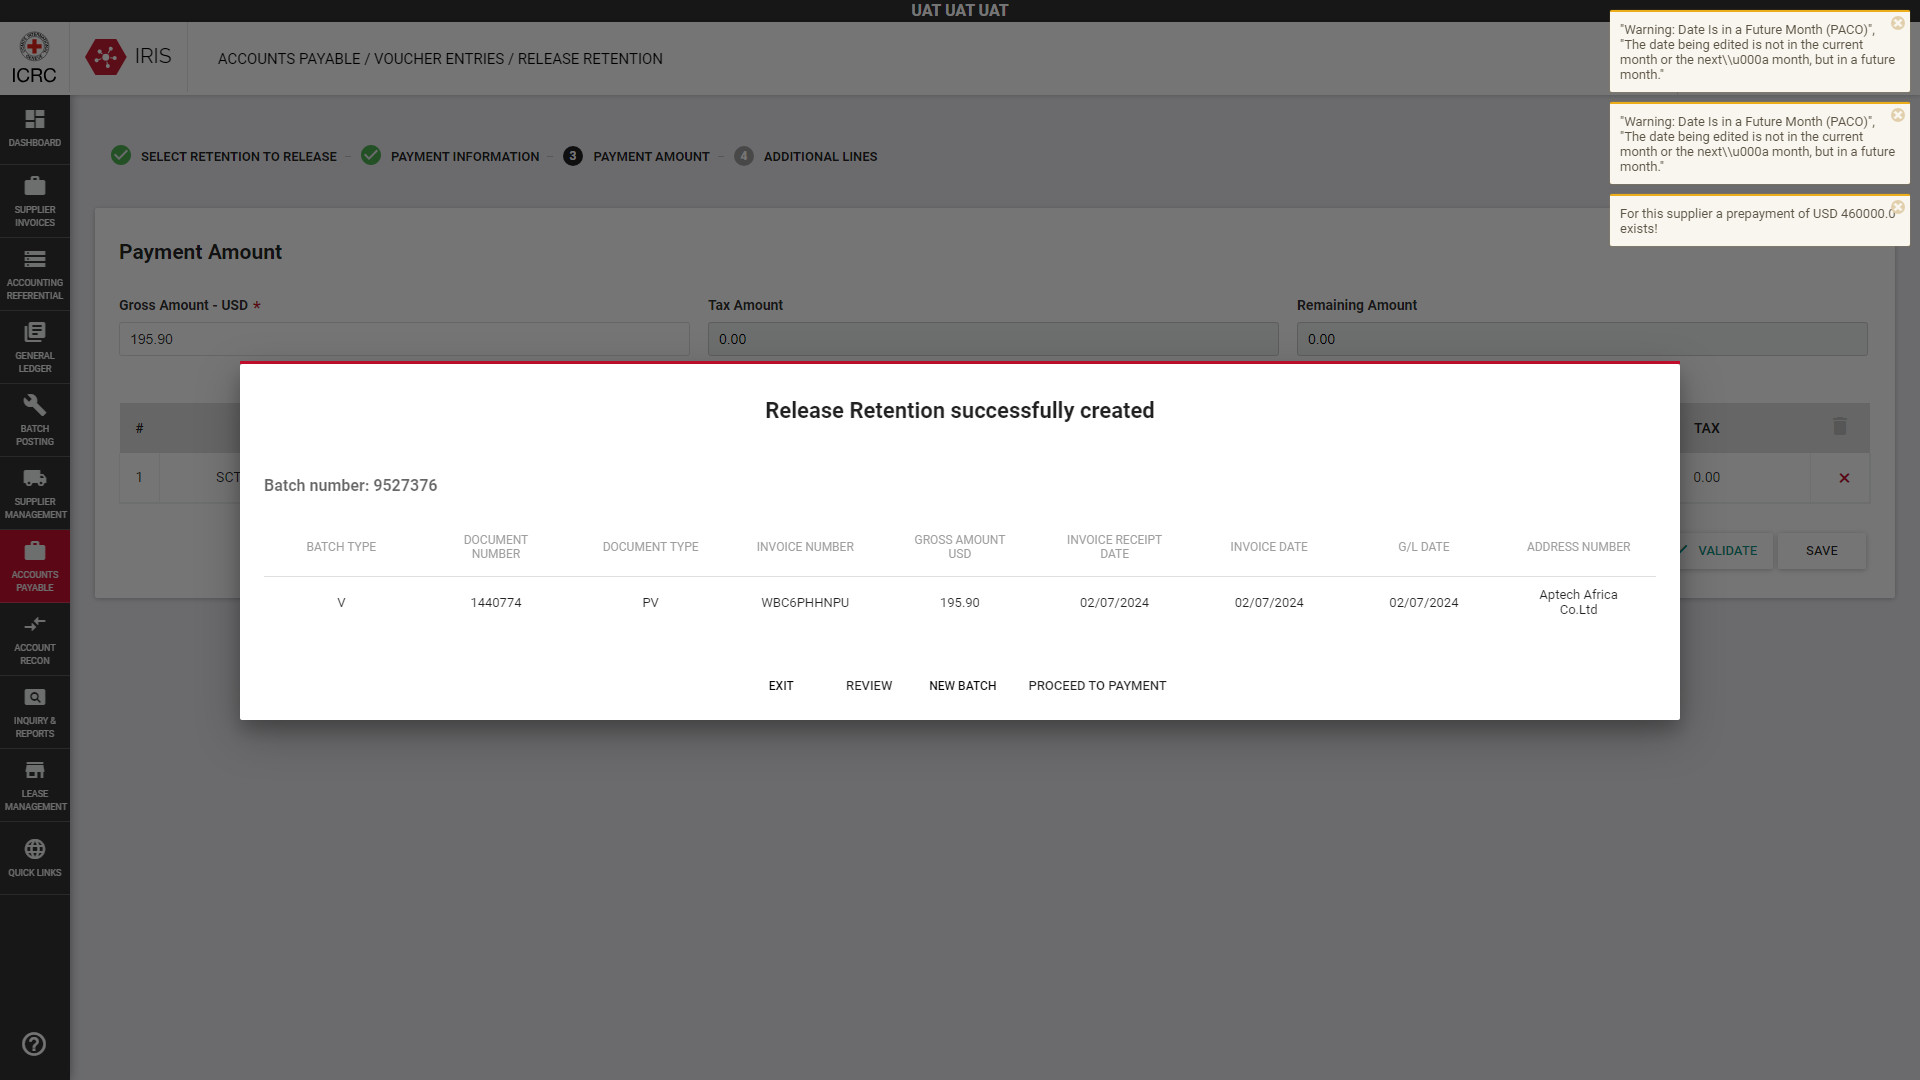 UAT UAT UAT
ICRC
IRIS
ACCOUNTS PAYABLE / VOUCHER ENTRIES / RELEASE RETENTION
"Warning: Date Is in a Future Month (PACO)",
"The date being edited is not in the current
month or the next\\u000a month, but in a future
month."
"Warning: Date Is in a Future Month (PACO)",
"The date being edited is not in the current
month or the next\\u000a month, but in a future
month."
For this supplier a prepayment of USD 460000.0
exists!
DASHBOARD
SUPPLIER
INVOICES
ACCOUNTING
REFERENTIAL
GENERAL
LEDGER
BATCH
POSTING
SUPPLIER
MANAGEMENT
ACCOUNTS
PAYABLE
ACCOUNT
RECON
INQUIRY &
REPORTS
LEASE
MANAGEMENT
QUICK LINKS
SELECT RETENTION TO RELEASE
PAYMENT INFORMATION
3 PAYMENT AMOUNT
4 ADDITIONAL LINES
Payment Amount
Gross Amount - USD * Tax Amount Remaining Amount
195.90 0.00 0.00
# TAX
1 SCT 0.00
VALIDATE SAVE
Release Retention successfully created
Batch number: 9527376
BATCH TYPE DOCUMENT NUMBER DOCUMENT TYPE INVOICE NUMBER GROSS AMOUNT USD INVOICE RECEIPT DATE INVOICE DATE G/L DATE ADDRESS NUMBER
V 1440774 PV WBC6PHHNPU 195.90 02/07/2024 02/07/2024 02/07/2024 Aptech Africa Co.Ltd
EXIT REVIEW NEW BATCH PROCEED TO PAYMENT